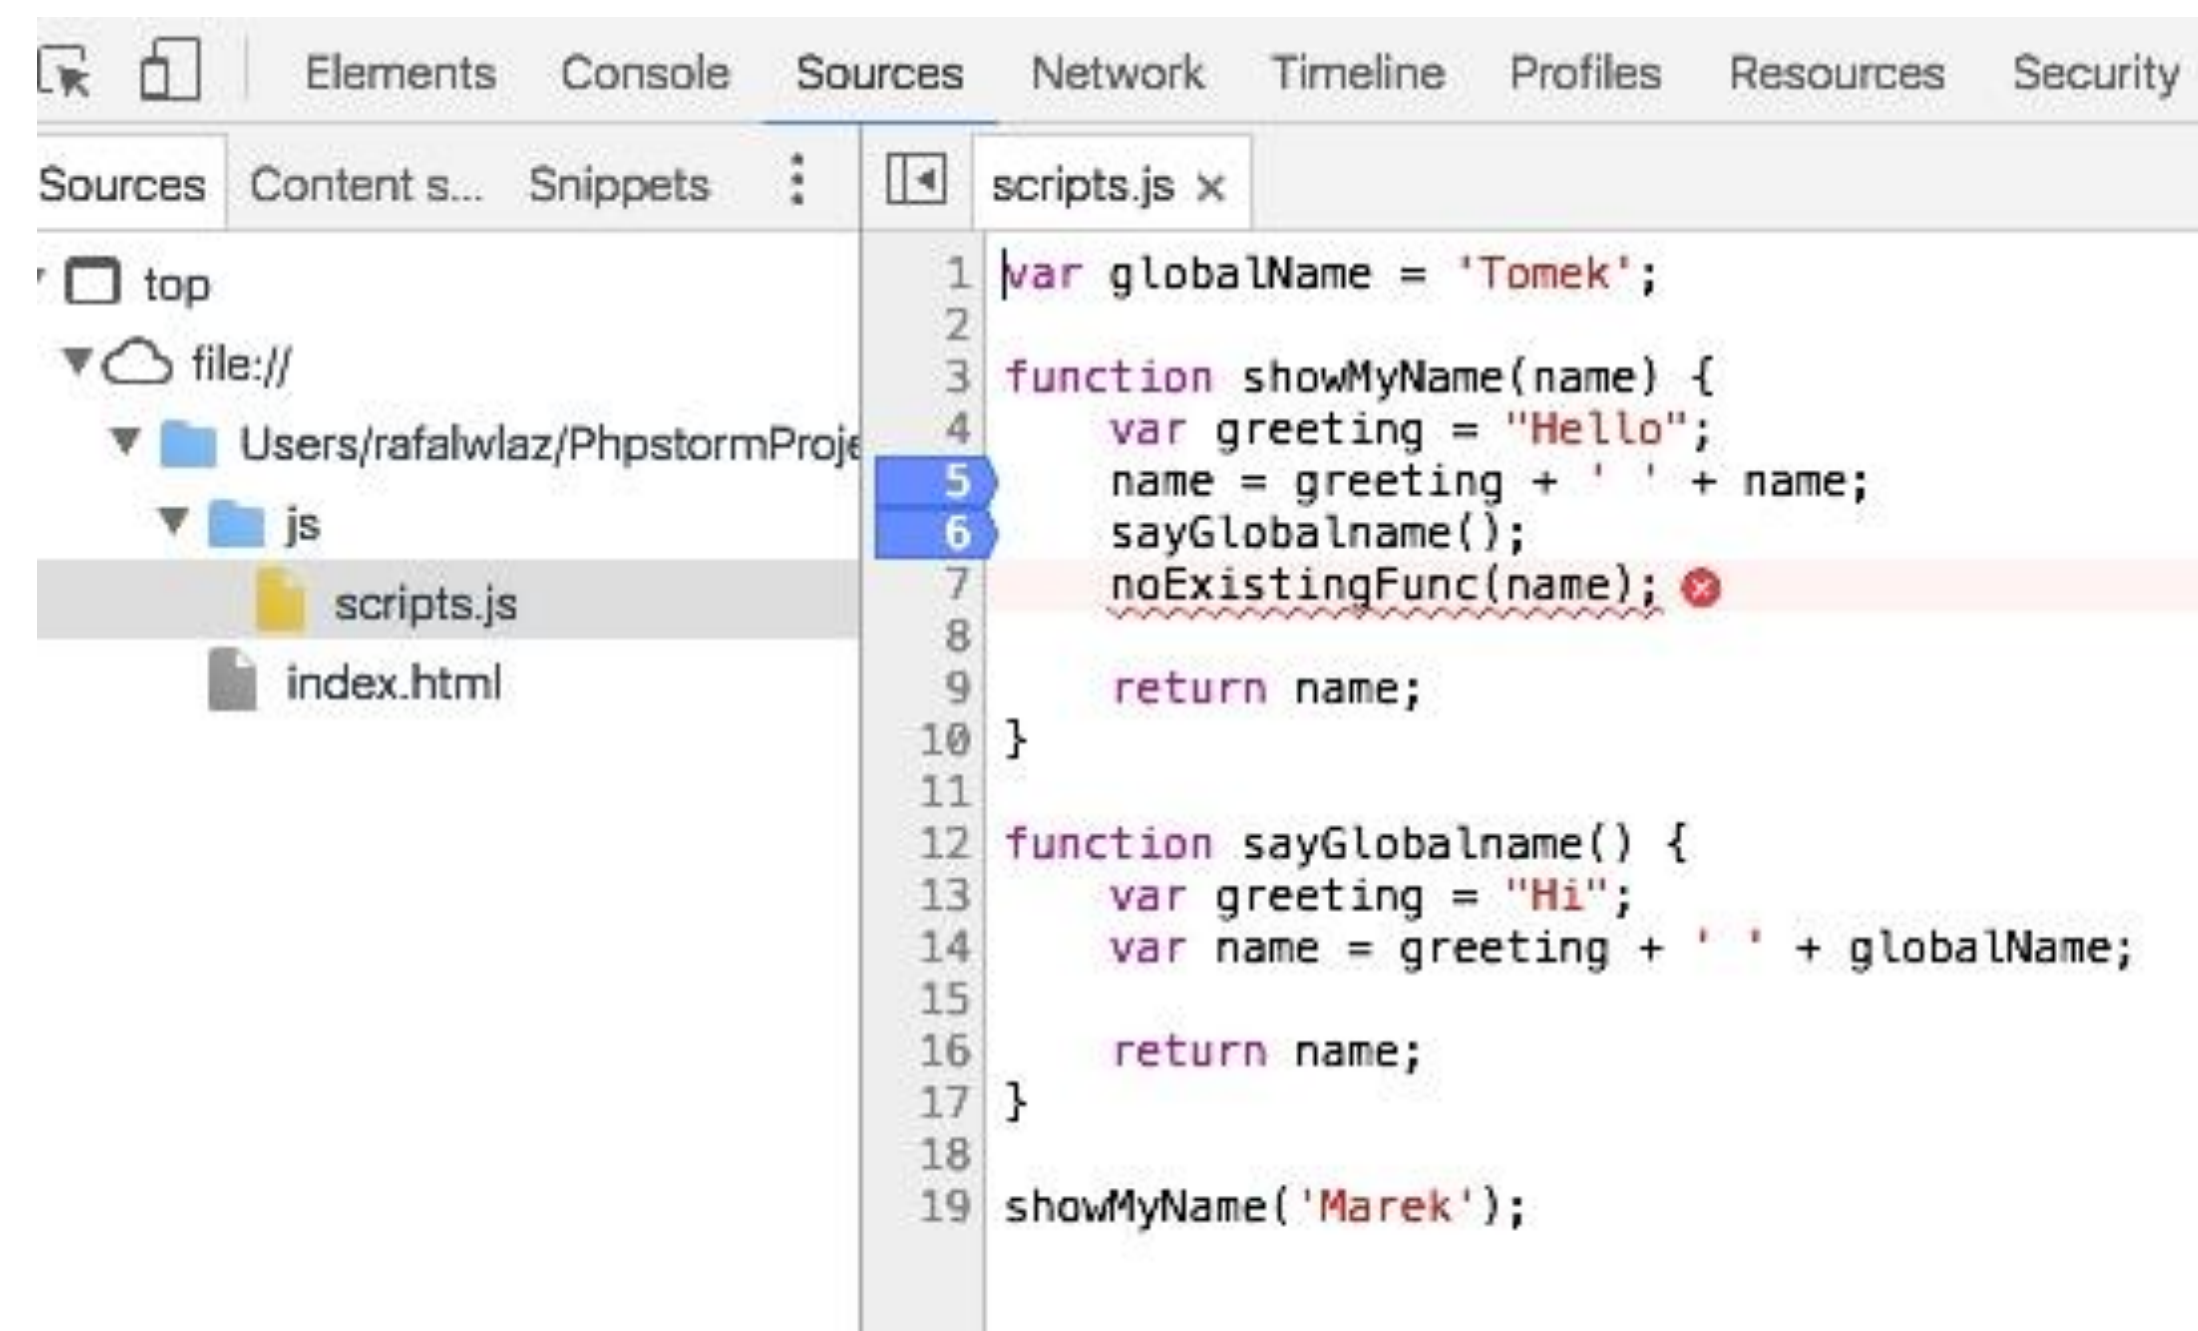 Elements Console Sources Network Timeline Profiles Resources Security
Sources Content s... Snippets
scripts.js ×
top
file://
Users/rafalwlaz/PhpstormProje
js
scripts.js
index.html
1 var globalName = 'Tomek';
2
3 function showMyName(name) {
4 var greeting = "Hello";
5 name = greeting + ' ' + name;
6 sayGlobalname();
7 noExistingFunc(name);
8
9 return name;
10 }
11
12 function sayGlobalname() {
13 var greeting = "Hi";
14 var name = greeting + ' ' + globalName;
15
16 return name;
17 }
18
19 showMyName('Marek');